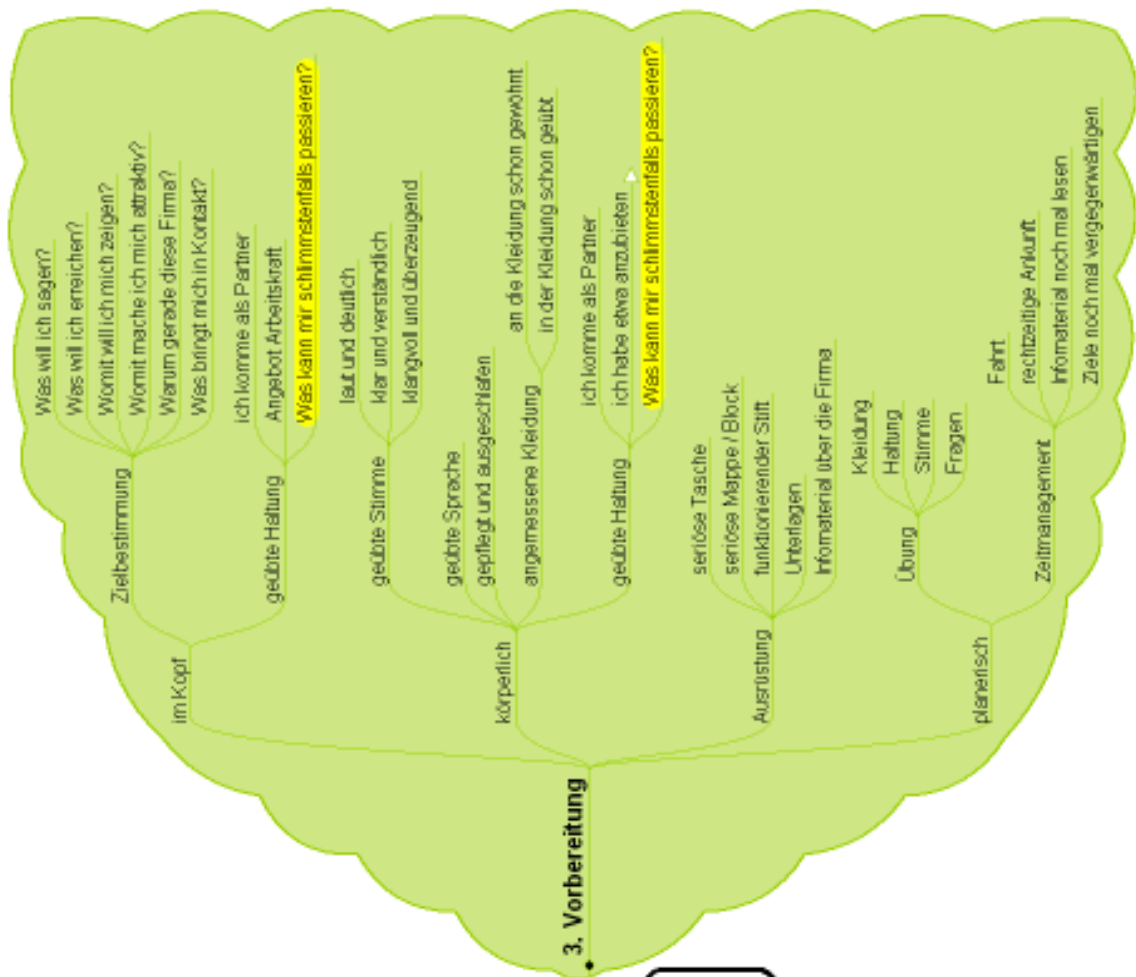 3. Vorbereitung
im Kopf
Zielbestimmung
Was will ich sagen?
Was will ich erreichen?
Womit will ich mich zeigen?
Womit mache ich mich attraktiv?
Warum gerade diese Firma?
Was bringt mich in Kontakt?
geübte Haltung
ich komme als Partner
Angebot Arbeitskraft
Was kann mir schlimmstenfalls passieren?
körperlich
geübte Stimme
laut und deutlich
klar und verständlich
klangvoll und überzeugend
geübte Sprache
gepflegt und ausgeschlafen
angemessene Kleidung
an die Kleidung schon gewöhnt
in der Kleidung schon geübt
geübte Haltung
ich komme als Partner
ich habe etwa anzubieten
Was kann mir schlimmstenfalls passieren?
Ausrüstung
seriöse Tasche
seriöse Mappe / Block
funktionierender Stift
Unterlagen
Infomaterial über die Firma
planerisch
Übung
Kleidung
Haltung
Stimme
Fragen
Zeitmanagement
Fahrt
rechtzeitige Ankunft
Infomaterial noch mal lesen
Ziele noch mal vergegenwärtigen